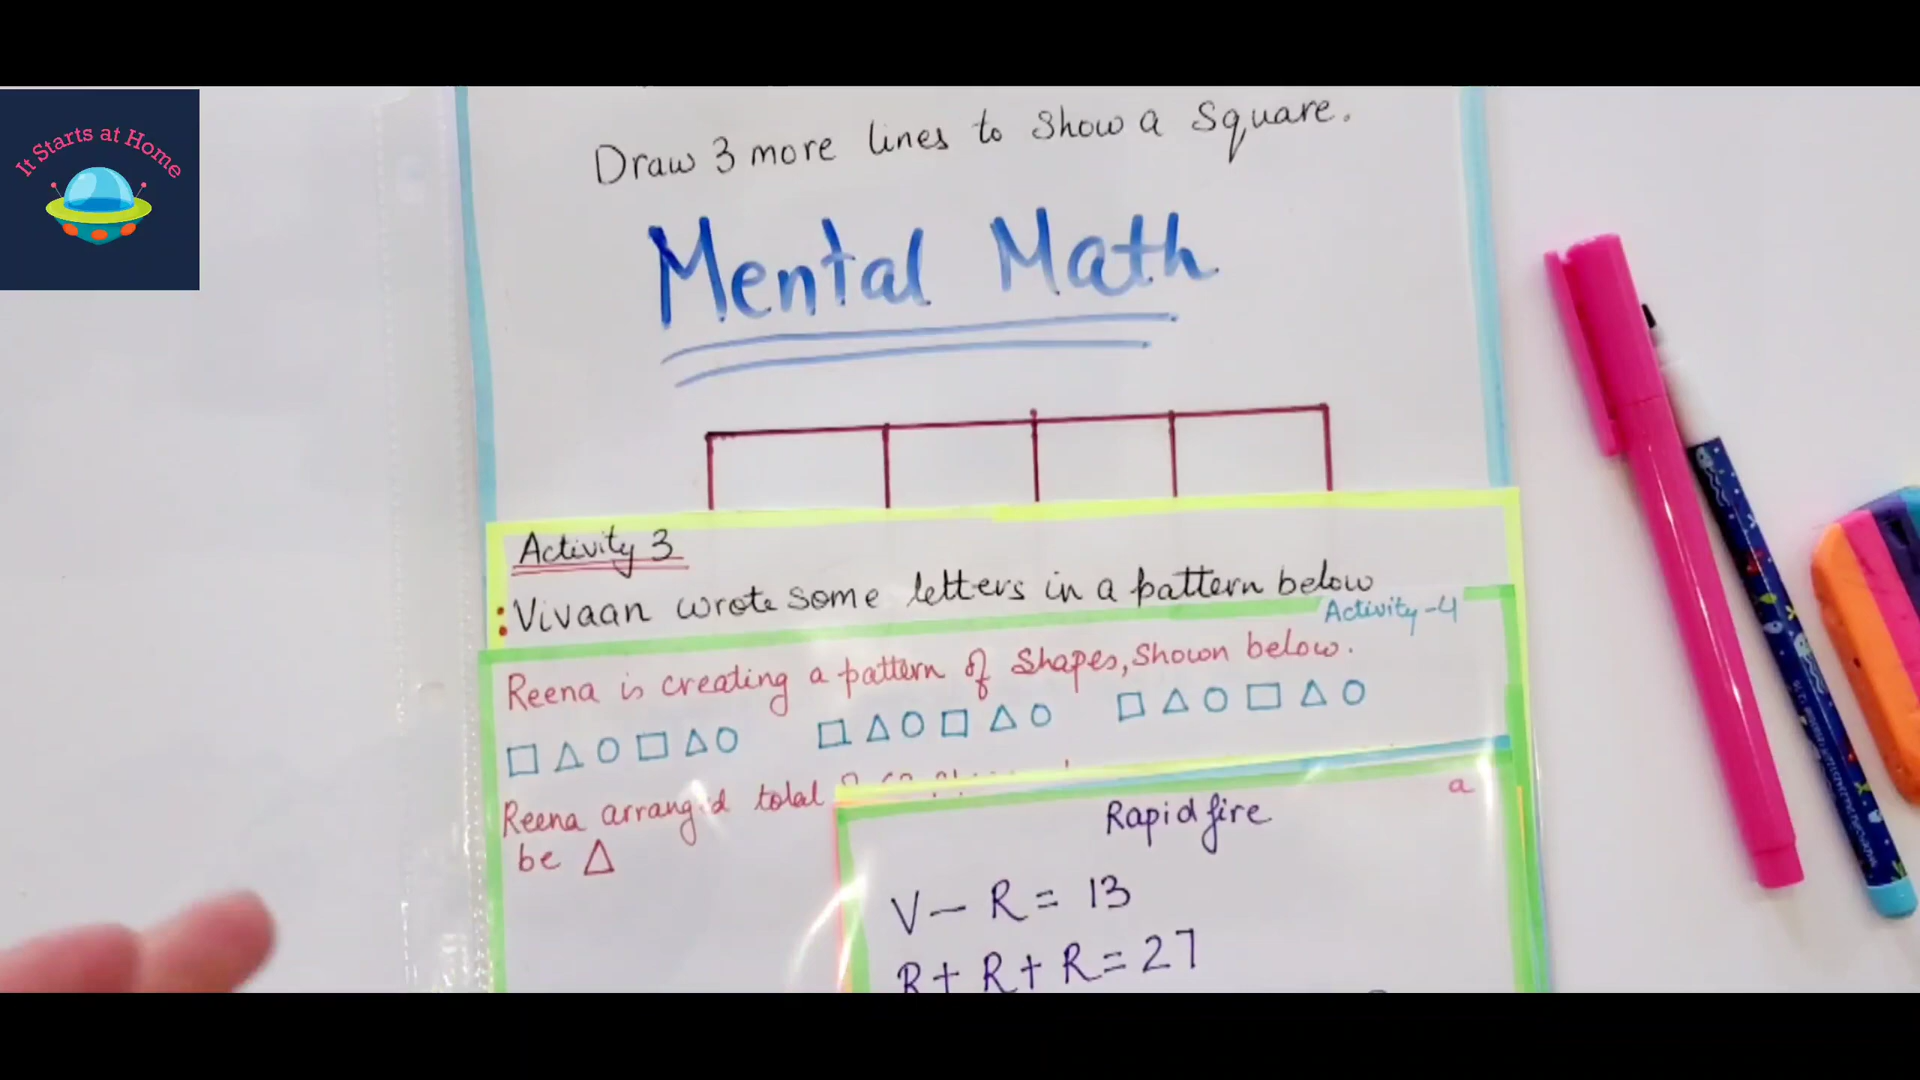 It Starts at Home
Draw 3 more lines to show a square.
Mental Math
Activity 3
: Vivaan wrote some letters in a pattern below
Activity-4
Reena is creating a pattern of shapes, shown below.
□ △ ○ □ △ ○ □ △ ○ □ △ ○ □ △ ○ □ △ ○
Reena arranged total
be △
a
Rapid fire
V - R = 13
R + R + R = 27